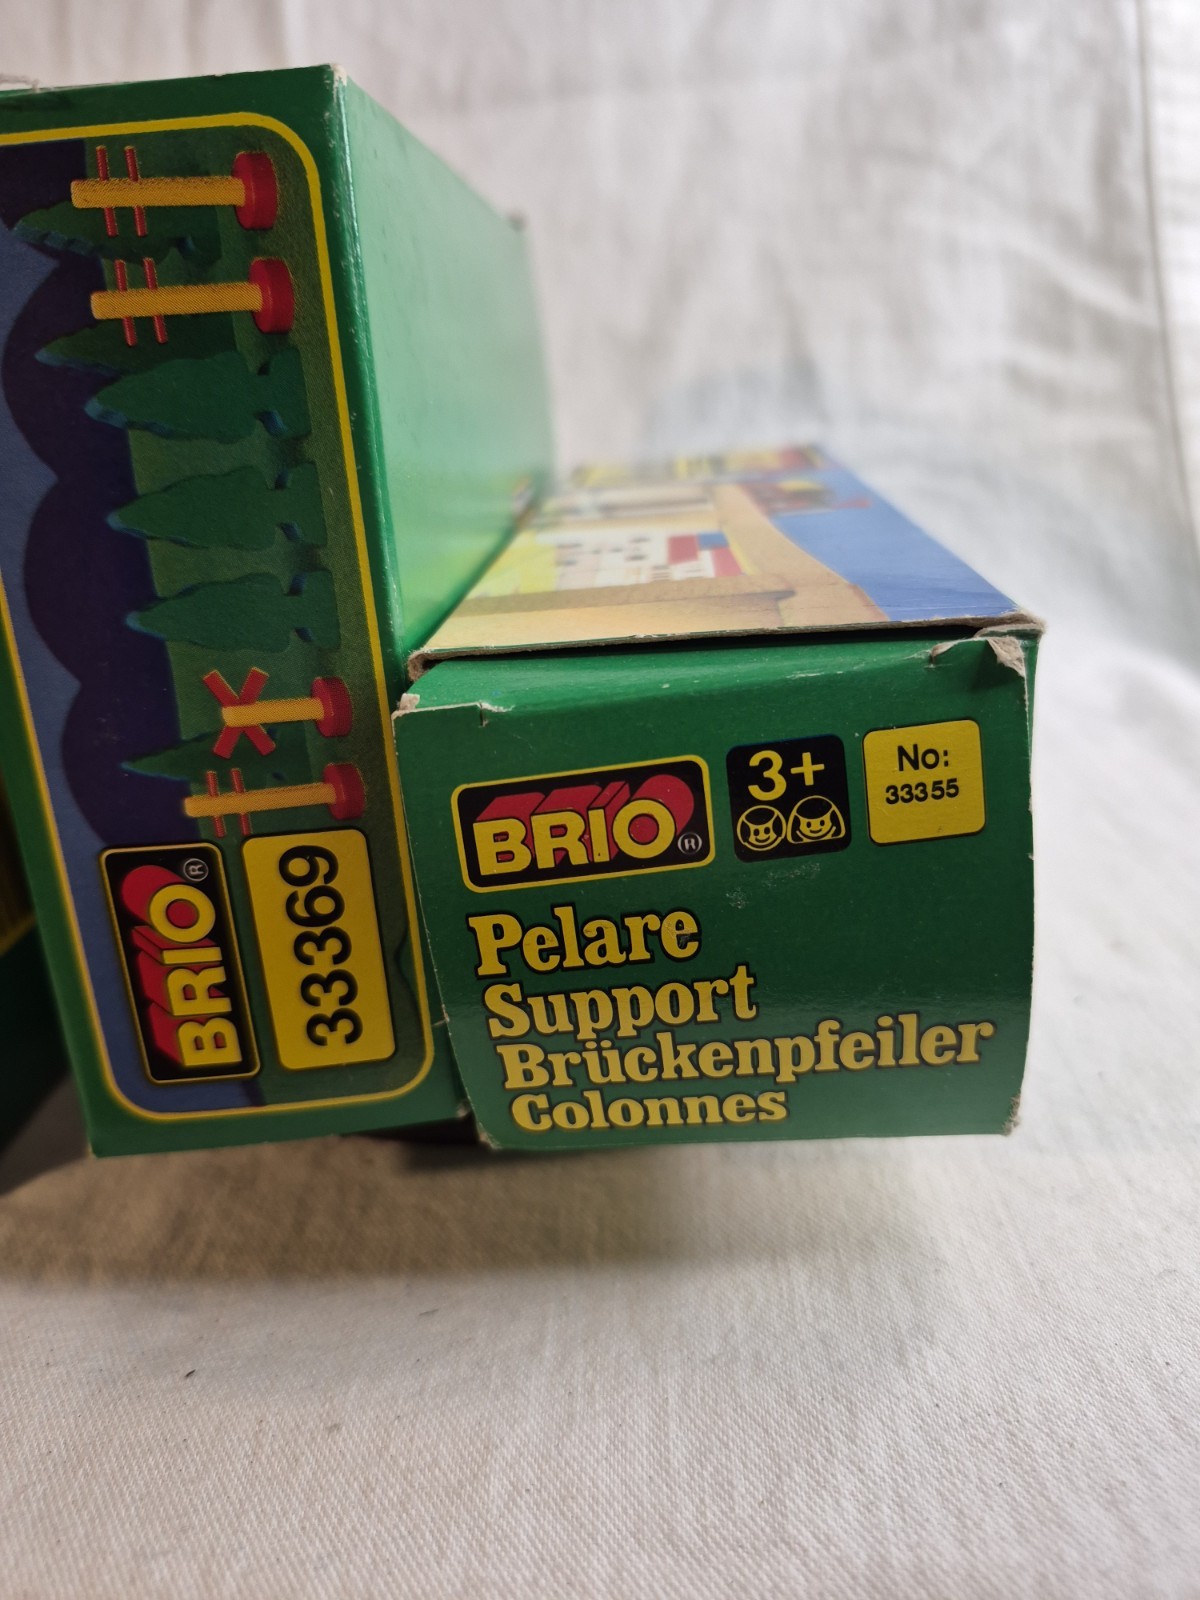 BRIO®
33369
BRIO®
3+
No:
33355
Pelare
Support
Brückenpfeiler
Colonnes